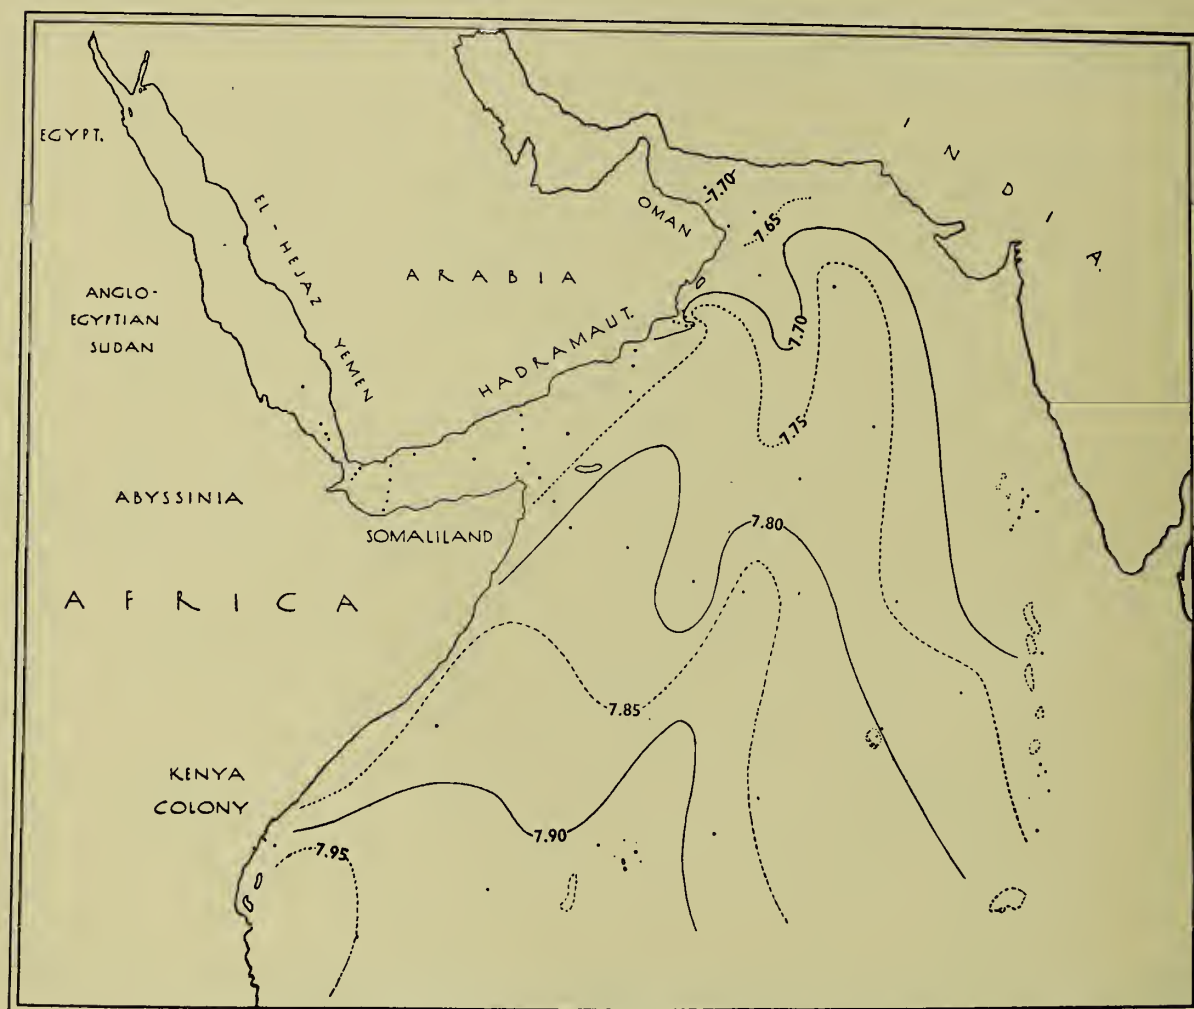 EGYPT.
EL-HEJAZ
YEMEN
ANGLO-
EGYPTIAN
SUDAN
ARABIA
OMAN
HADRAMAUT.
INDIA.
7.70
7.65
7.70
7.75
ABYSSINIA
SOMALILAND
7.80
AFRICA
7.85
KENYA
COLONY
7.90
7.95